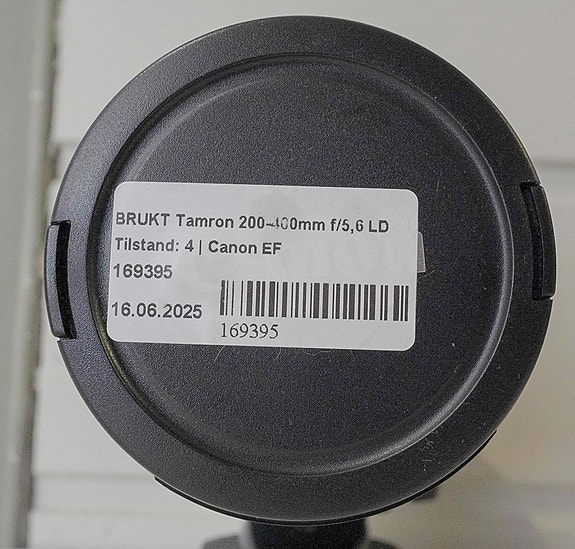 BRUKT Tamron 200-400mm f/5,6 LD
Tilstand: 4 | Canon EF
169395
16.06.2025
169395